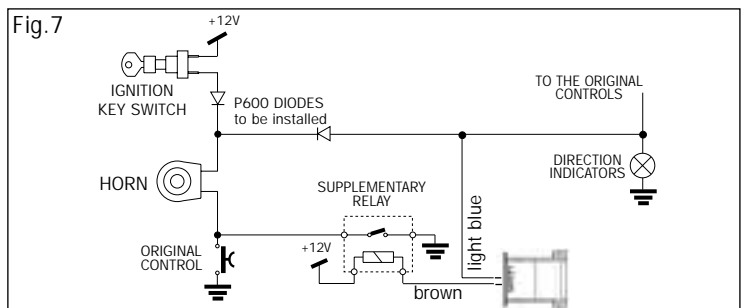 Fig.7
+12V
IGNITION
KEY SWITCH
P600 DIODES
to be installed
TO THE ORIGINAL
CONTROLS
DIRECTION
INDICATORS
HORN
SUPPLEMENTARY
RELAY
ORIGINAL
CONTROL
+12V
light blue
brown